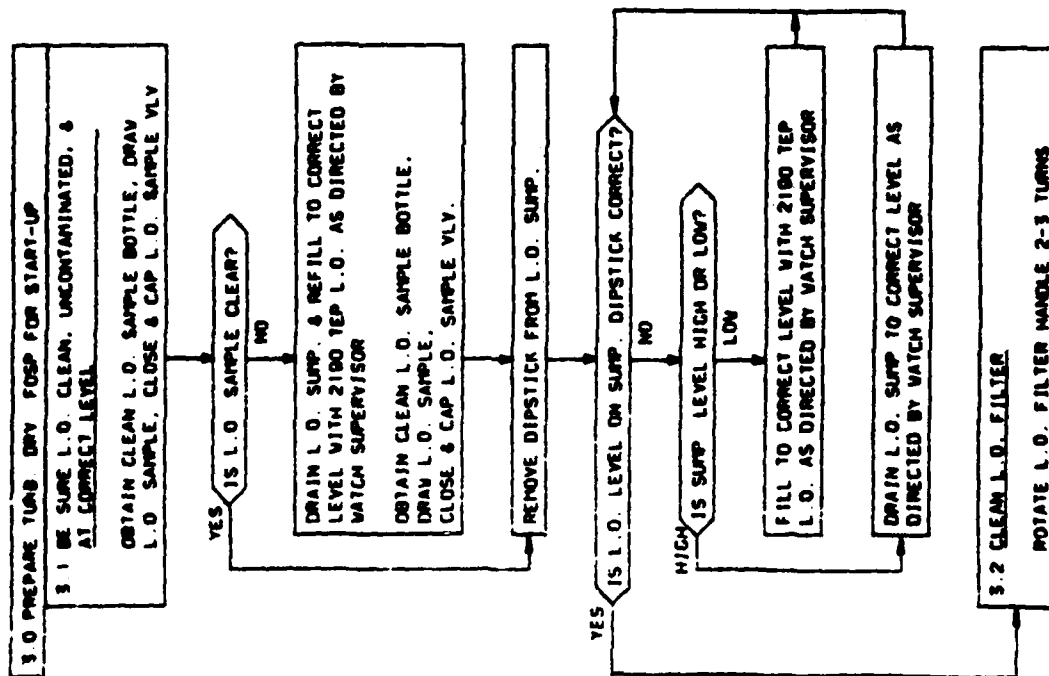 3.0 PREPARE TURB. DRV FOSP FOR START-UP
3.1 BE SURE L.O. CLEAN, UNCONTAMINATED, &
AT CORRECT LEVEL
OBTAIN CLEAN L.O. SAMPLE BOTTLE, DRAW
L.O SAMPLE, CLOSE & CAP L.O. SAMPLE VLV
IS L.O SAMPLE CLEAR?
YES
NO
DRAIN L O. SUMP. & REFILL TO CORRECT
LEVEL WITH 2190 TEP L.O. AS DIRECTED BY
WATCH SUPERVISOR
OBTAIN CLEAN L.O. SAMPLE BOTTLE.
DRAW L.O. SAMPLE,
CLOSE & CAP L.O. SAMPLE VLV.
REMOVE DIPSTICK FROM L.O. SUMP.
IS L.O. LEVEL ON SUMP. DIPSTICK CORRECT?
YES
NO
IS SUMP LEVEL HIGH OR LOW?
HIGH
LOW
FILL TO CORRECT LEVEL WITH 2190 TEP
L.O. AS DIRECTED BY WATCH SUPERVISOR
DRAIN L.O. SUMP TO CORRECT LEVEL AS
DIRECTED BY WATCH SUPERVISOR
3.2 CLEAN L.O. FILTER
ROTATE L.O. FILTER HANDLE 2-3 TURNS